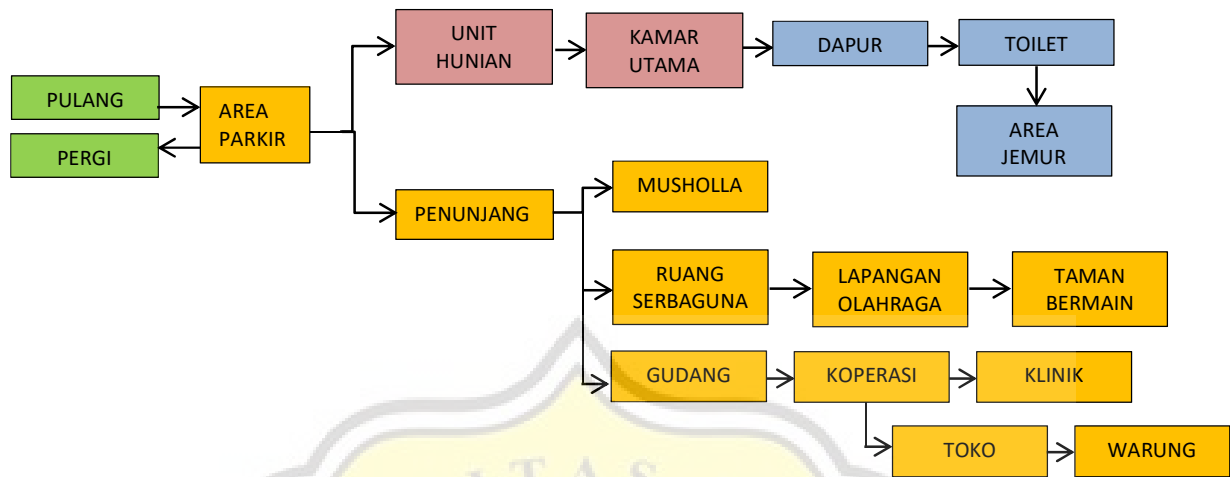 UNIT
HUNIAN
KAMAR
UTAMA
DAPUR
TOILET
PULANG
AREA
PARKIR
PERGI
AREA
JEMUR
PENUNJANG
MUSHOLLA
RUANG
SERBAGUNA
LAPANGAN
OLAHRAGA
TAMAN
BERMAIN
GUDANG
KOPERASI
KLINIK
TOKO
WARUNG